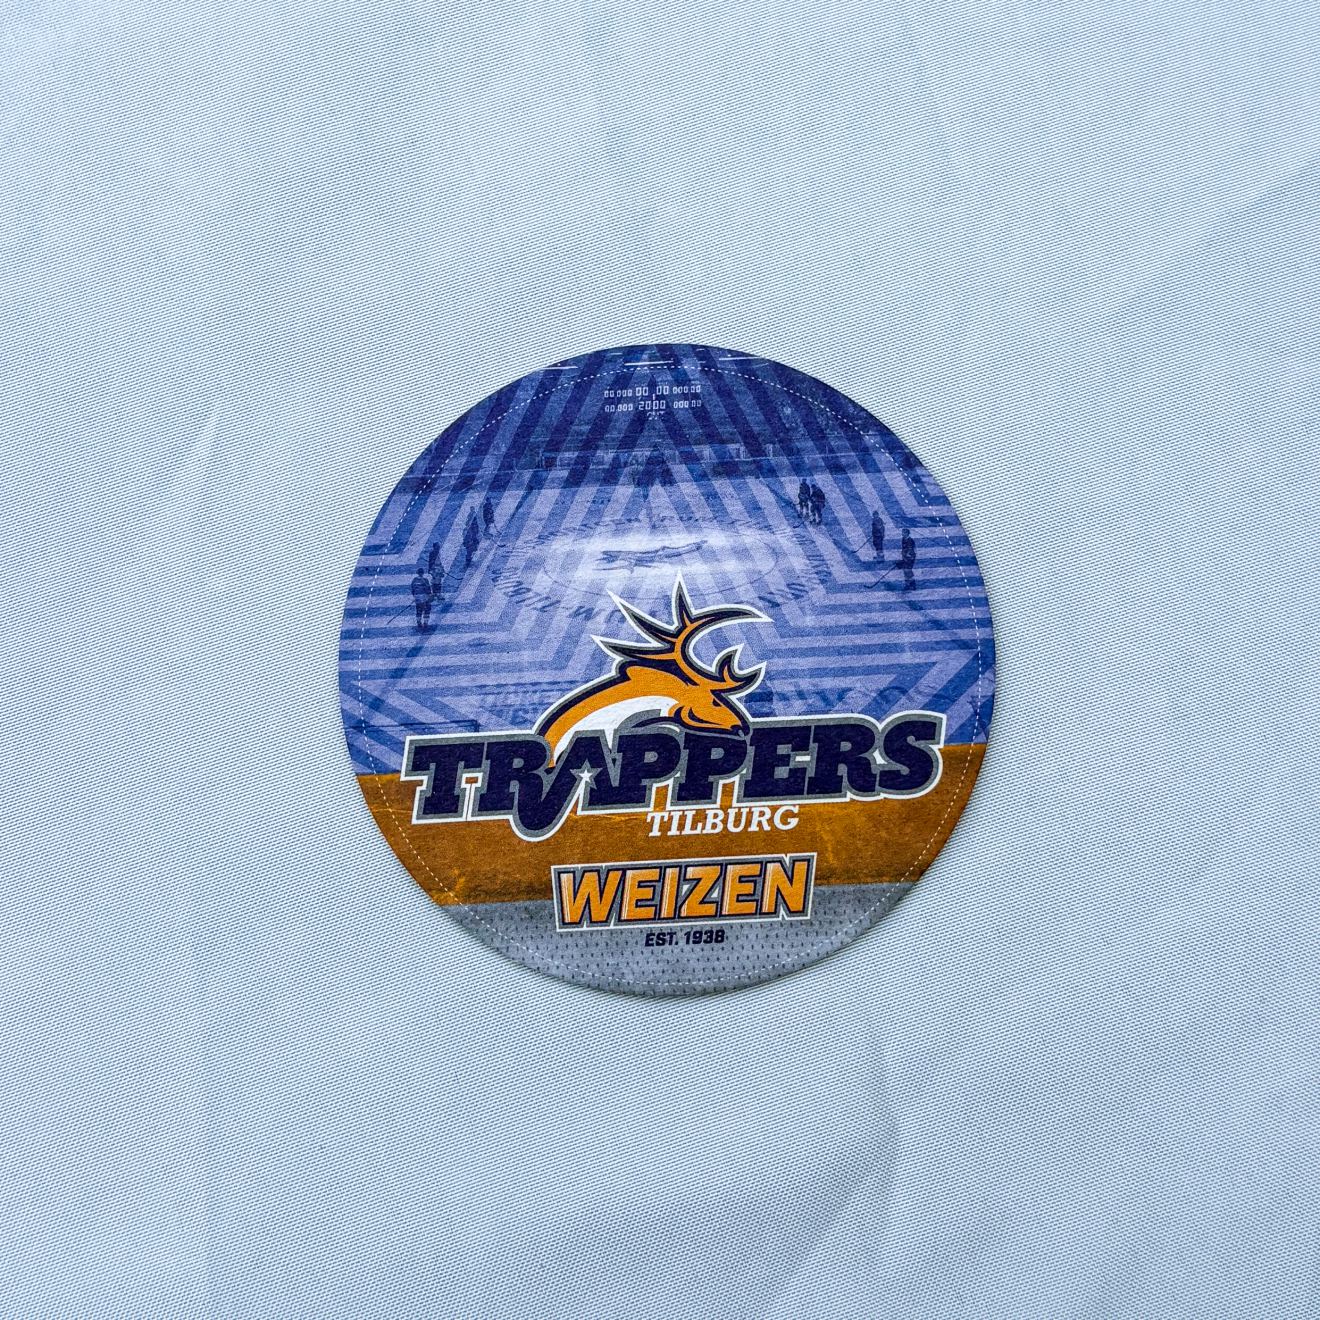 TRAPPERS
TILBURG
WEIZEN
EST. 1938